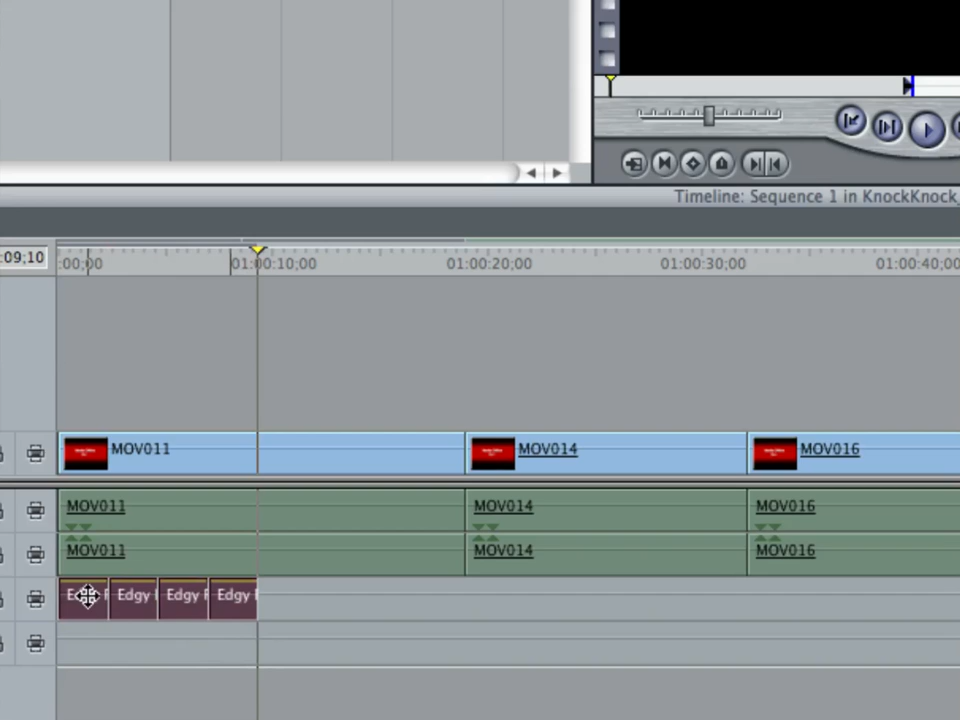 Timeline: Sequence 1 in KnockKnock_
:09;10
:00;00 01:00:10;00 01:00:20;00 01:00:30;00 01:00:40;00
MOV011 MOV014 MOV016
MOV011 MOV014 MOV016
MOV011 MOV014 MOV016
Edgy Edgy Edgy